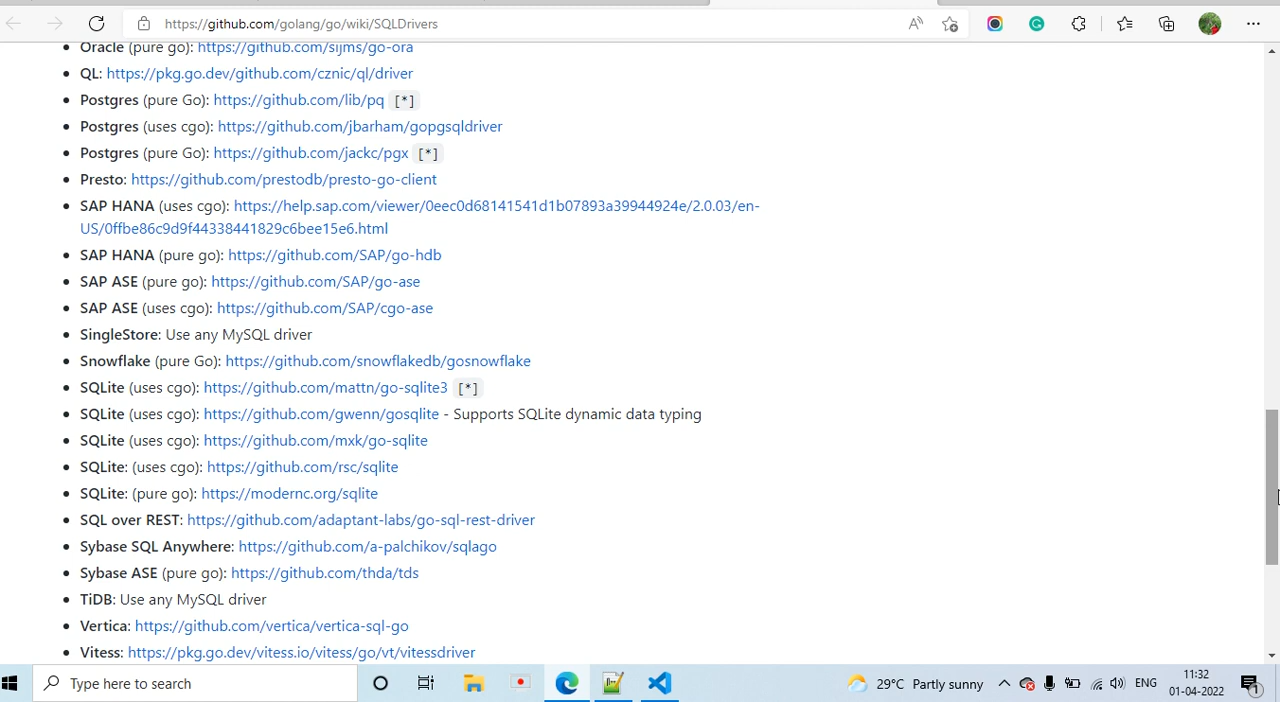 https://github.com/golang/go/wiki/SQLDrivers
Oracle (pure go): https://github.com/sijms/go-ora
QL: https://pkg.go.dev/github.com/cznic/ql/driver
Postgres (pure Go): https://github.com/lib/pq [*]
Postgres (uses cgo): https://github.com/jbarham/gopgsqldriver
Postgres (pure Go): https://github.com/jackc/pgx [*]
Presto: https://github.com/prestodb/presto-go-client
SAP HANA (uses cgo): https://help.sap.com/viewer/0eec0d68141541d1b07893a39944924e/2.0.03/en-
US/0ffbe86c9d9f44338441829c6bee15e6.html
SAP HANA (pure go): https://github.com/SAP/go-hdb
SAP ASE (pure go): https://github.com/SAP/go-ase
SAP ASE (uses cgo): https://github.com/SAP/cgo-ase
SingleStore: Use any MySQL driver
Snowflake (pure Go): https://github.com/snowflakedb/gosnowflake
SQLite (uses cgo): https://github.com/mattn/go-sqlite3 [*]
SQLite (uses cgo): https://github.com/gwenn/gosqlite - Supports SQLite dynamic data typing
SQLite (uses cgo): https://github.com/mxk/go-sqlite
SQLite: (uses cgo): https://github.com/rsc/sqlite
SQLite: (pure go): https://modernc.org/sqlite
SQL over REST: https://github.com/adaptant-labs/go-sql-rest-driver
Sybase SQL Anywhere: https://github.com/a-palchikov/sqlago
Sybase ASE (pure go): https://github.com/thda/tds
TiDB: Use any MySQL driver
Vertica: https://github.com/vertica/vertica-sql-go
Vitess: https://pkg.go.dev/vitess.io/vitess/go/vt/vitessdriver
Type here to search
29°C Partly sunny
ENG
11:32
01-04-2022
1